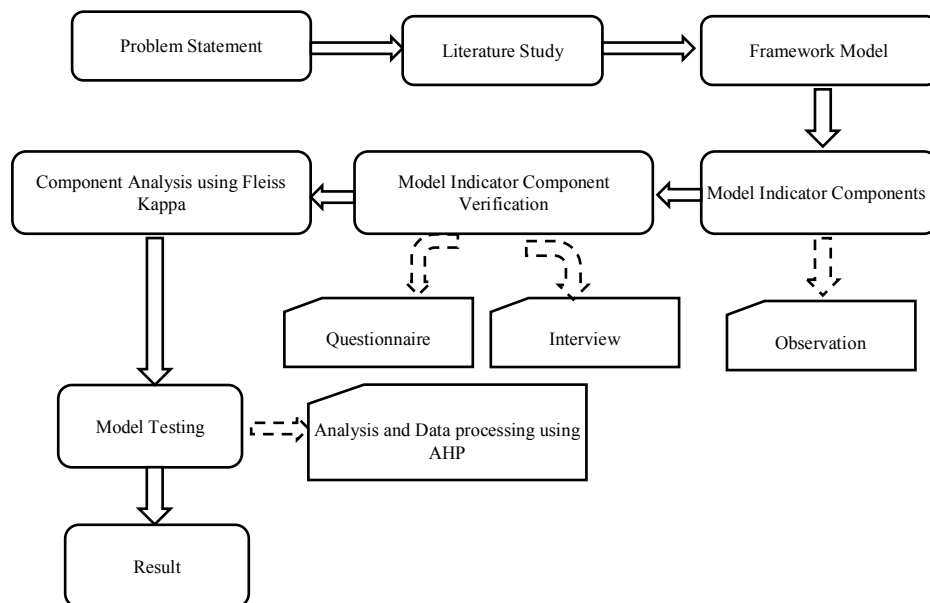 Problem Statement
Literature Study
Framework Model
Component Analysis using Fleiss
Kappa
Model Indicator Component
Verification
Model Indicator Components
Questionnaire
Interview
Observation
Model Testing
Analysis and Data processing using
AHP
Result